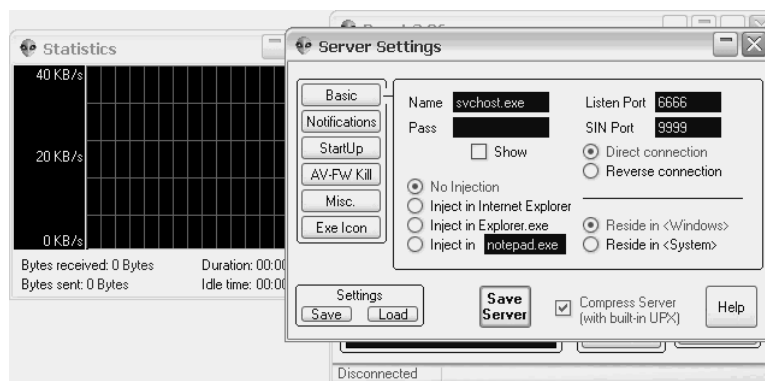 Statistics
40 KB/s
20 KB/s
0 KB/s
Bytes received: 0 Bytes
Duration: 00:00
Bytes sent: 0 Bytes
Idle time: 00:00
Server Settings
Basic
Notifications
StartUp
AV-FW Kill
Misc.
Exe Icon
Name svchost.exe
Pass
Show
Listen Port 6666
SIN Port 9999
Direct connection
Reverse connection
No Injection
Inject in Internet Explorer
Inject in Explorer.exe
Inject in notepad.exe
Reside in <Windows>
Reside in <System>
Settings
Save Load
Save
Server
Compress Server
(with built-in UPX)
Help
Disconnected